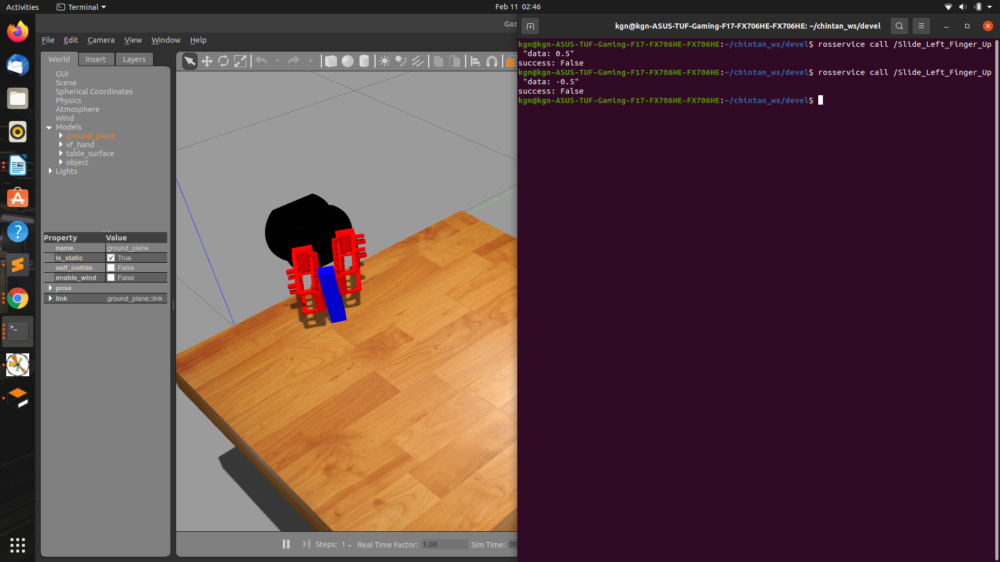 Activities
Terminal
Feb 11 02:46
Gaz
kgn@kgn-ASUS-TUF-Gaming-F17-FX706HE-FX706HE: ~/chintan_ws/devel
File Edit Camera View Window Help
World Insert Layers
GUI
Scene
Spherical Coordinates
Physics
Atmosphere
Wind
Models
ground_plane
vf_hand
table_surface
object
Lights
Property Value
name ground_plane
is_static True
self_collide False
enable_wind False
pose
link ground_plane::link
Steps: 1 Real Time Factor: 1.00 Sim Time: 00
kgn@kgn-ASUS-TUF-Gaming-F17-FX706HE-FX706HE:~/chintan_ws/devel$ rosservice call /Slide_Left_Finger_Up
"data: 0.5"
success: False
kgn@kgn-ASUS-TUF-Gaming-F17-FX706HE-FX706HE:~/chintan_ws/devel$ rosservice call /Slide_Left_Finger_Up
"data: -0.5"
success: False
kgn@kgn-ASUS-TUF-Gaming-F17-FX706HE-FX706HE:~/chintan_ws/devel$